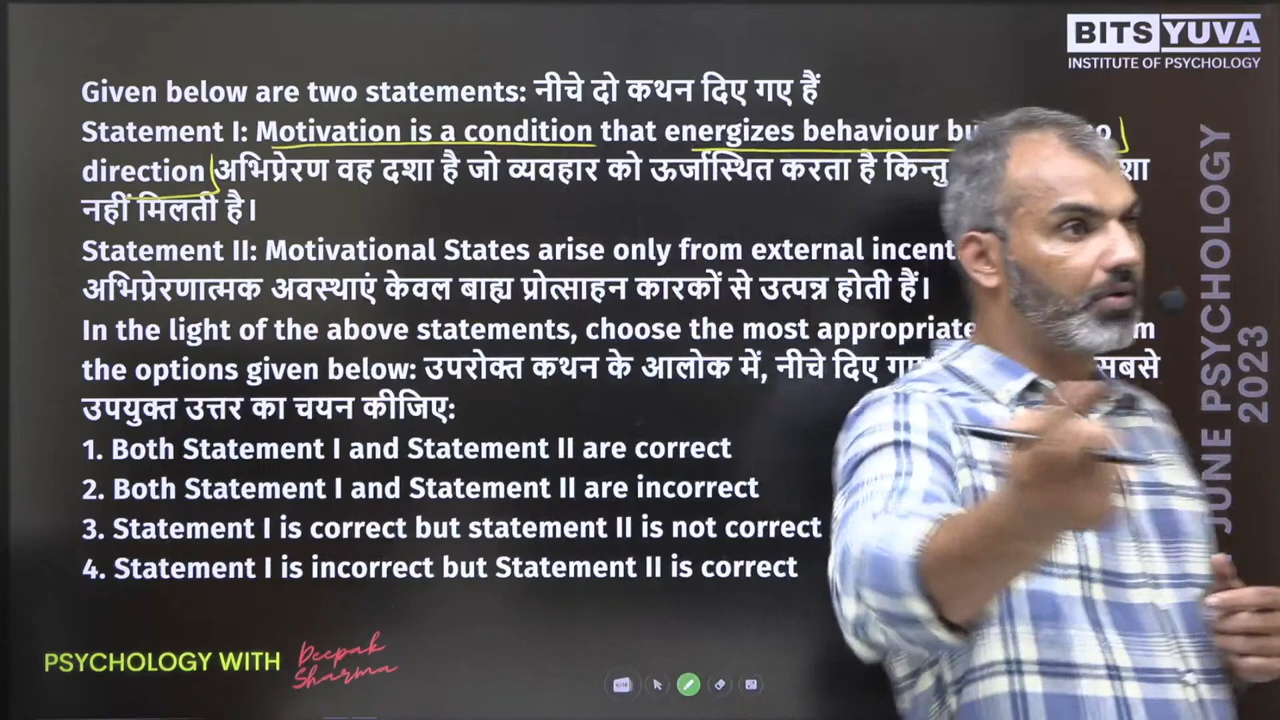 BITS YUVA
INSTITUTE OF PSYCHOLOGY
Given below are two statements: नीचे दो कथन दिए गए हैं
Statement I: Motivation is a condition that energizes behaviour
direction अभिप्रेरण वह दशा है जो व्यवहार को ऊर्जास्थित करता है किन्तु
नहीं मिलती है।
Statement II: Motivational States arise only from external
अभिप्रेरणात्मक अवस्थाएं केवल बाह्य प्रोत्साहन कारकों से उत्पन्न होती हैं।
In the light of the above statements, choose the most appropriate
the options given below: उपरोक्त कथन के आलोक में, नीचे दिए सबसे
उपयुक्त उत्तर का चयन कीजिए:
1. Both Statement I and Statement II are correct
2. Both Statement I and Statement II are incorrect
3. Statement I is correct but statement II is not correct
4. Statement I is incorrect but Statement II is correct
PSYCHOLOGY WITH Deepak
Sharma
JUNE PSYCHOLOGY
2023